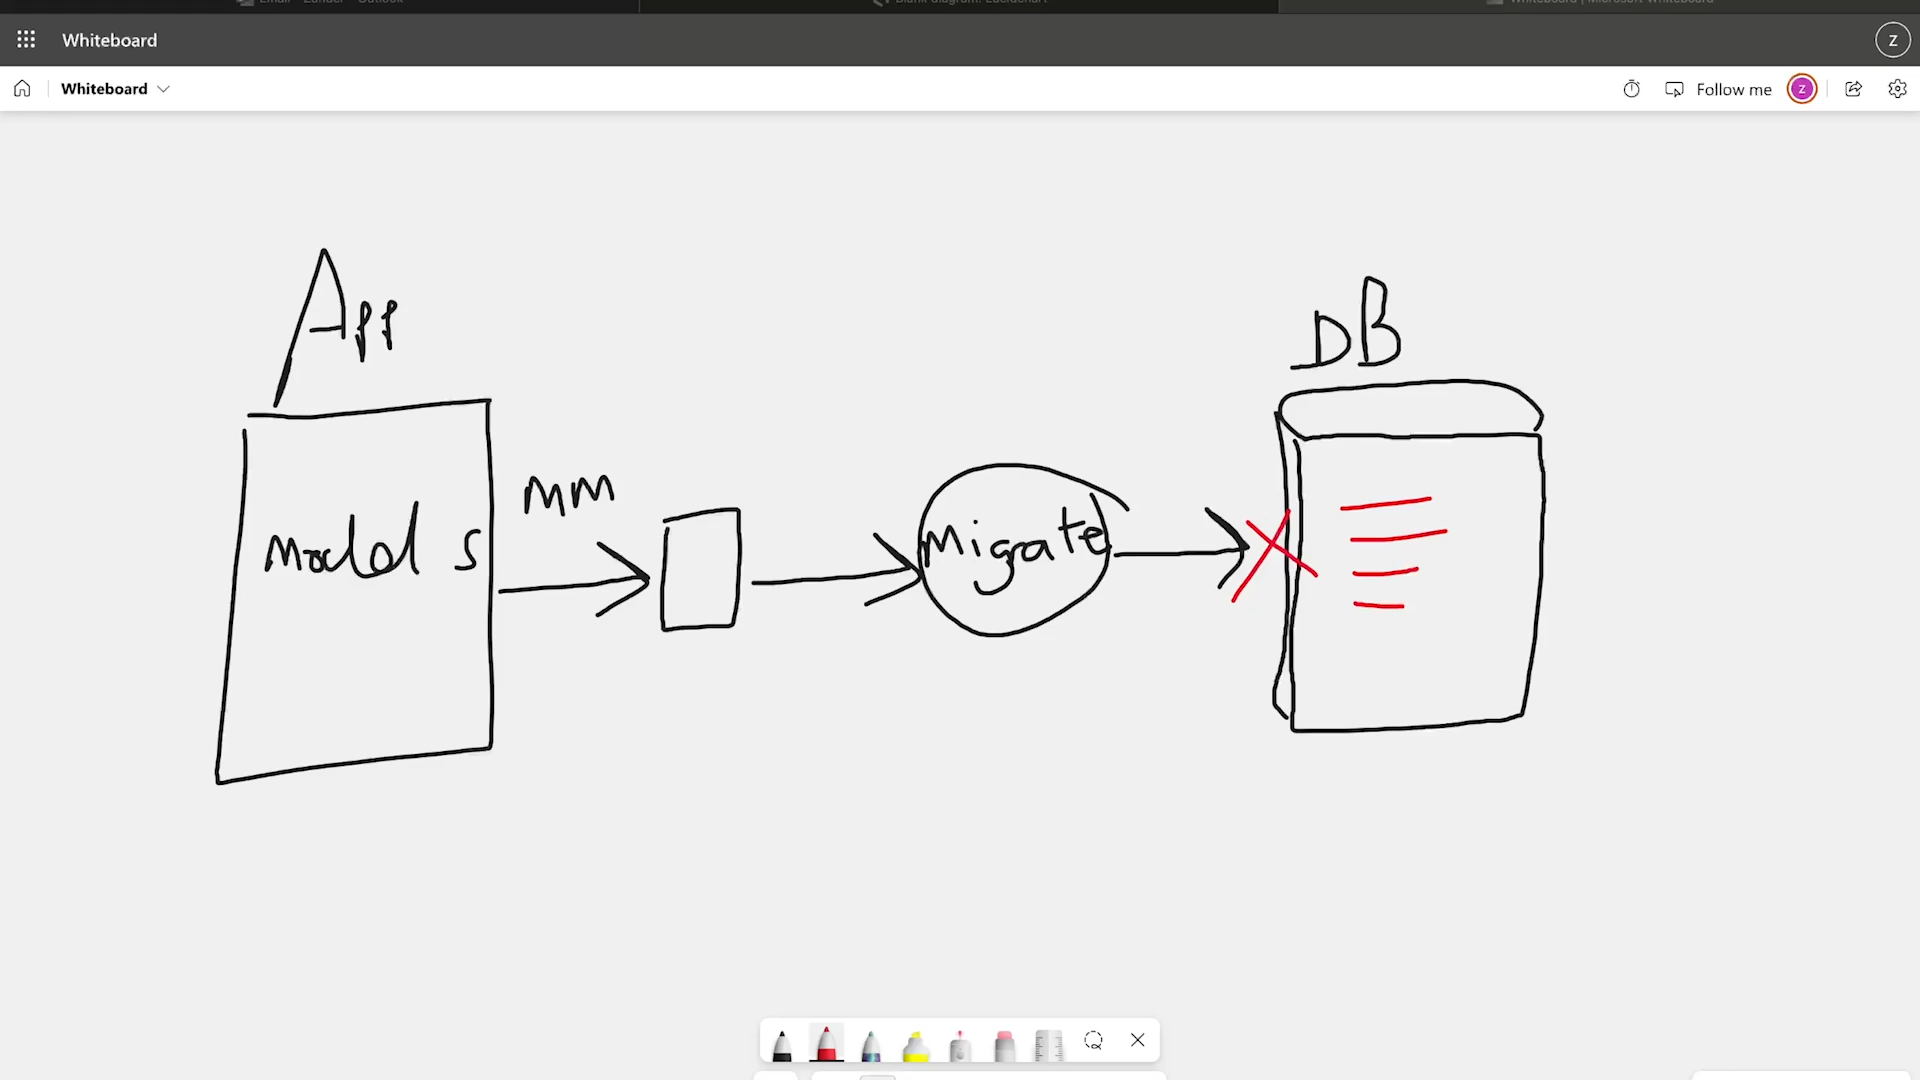 Whiteboard
Z
Whiteboard
Follow me
Z
App
DB
MM
Models
Migrate